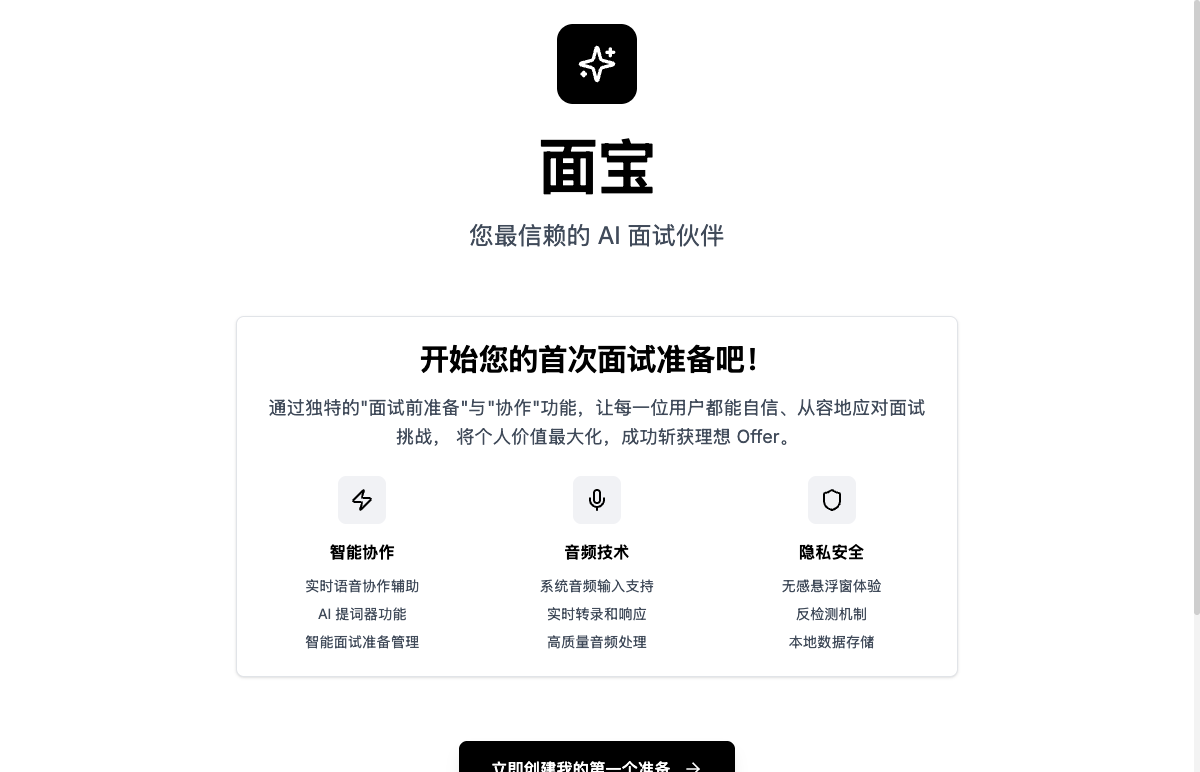 面宝
您最信赖的 AI 面试伙伴
开始您的首次面试准备吧！
通过独特的"面试前准备"与"协作"功能，让每一位用户都能自信、从容地应对面试
挑战， 将个人价值最大化，成功斩获理想 Offer。
智能协作
实时语音协作辅助
AI 提词器功能
智能面试准备管理
音频技术
系统音频输入支持
实时转录和响应
高质量音频处理
隐私安全
无感悬浮窗体验
反检测机制
本地数据存储
立即创建我的第一个准备 →